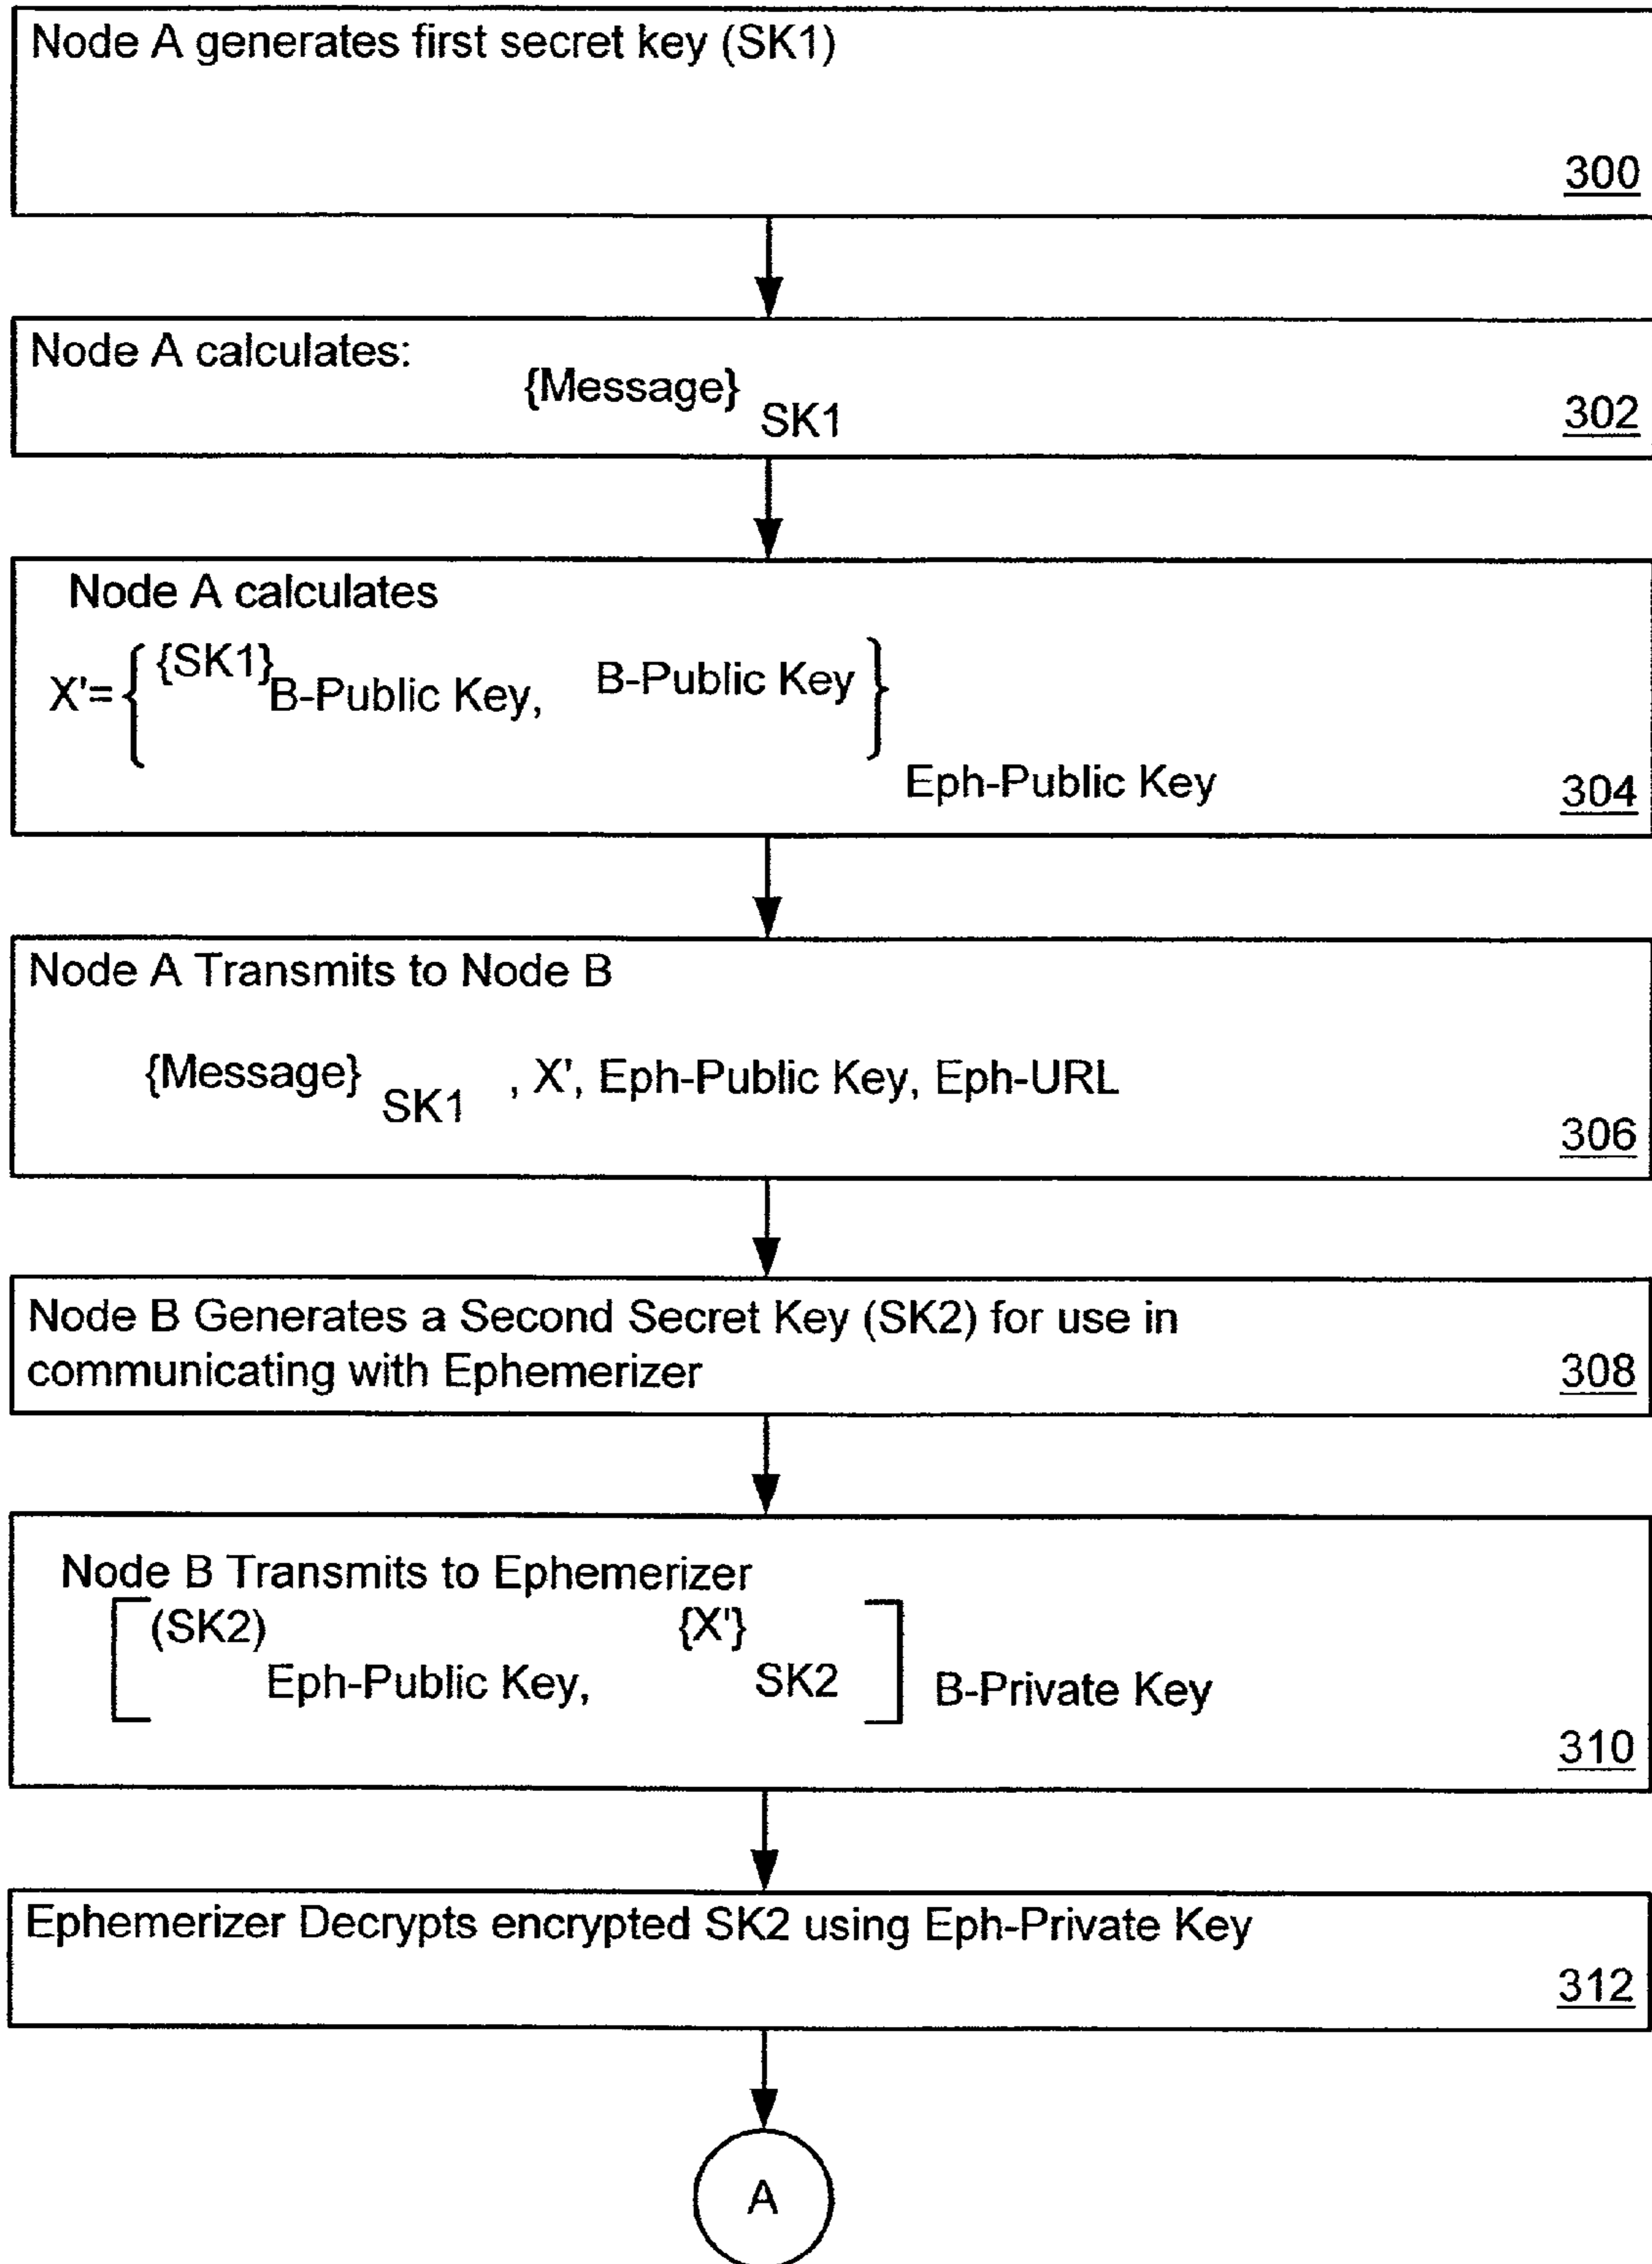 Node A generates first secret key (SK1)
300
Node A calculates:
{Message} SK1
302
Node A calculates
X'= { {SK1} B-Public Key, B-Public Key } Eph-Public Key
304
Node A Transmits to Node B
{Message} SK1 , X', Eph-Public Key, Eph-URL
306
Node B Generates a Second Secret Key (SK2) for use in
communicating with Ephemerizer
308
Node B Transmits to Ephemerizer
[ (SK2) Eph-Public Key, {X'} SK2 ] B-Private Key
310
Ephemerizer Decrypts encrypted SK2 using Eph-Private Key
312
A